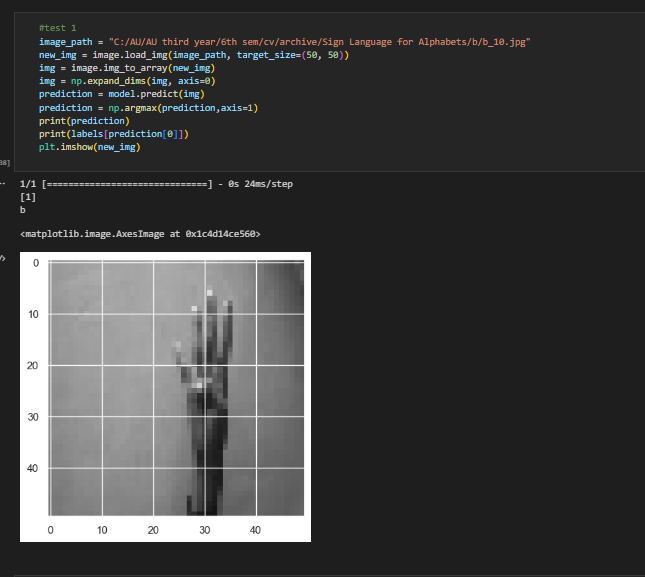 #test 1
image_path = "C:/AU/AU third year/6th sem/cv/archive/Sign Language for Alphabets/b/b_10.jpg"
new_img = image.load_img(image_path, target_size=(50, 50))
img = image.img_to_array(new_img)
img = np.expand_dims(img, axis=0)
prediction = model.predict(img)
prediction = np.argmax(prediction,axis=1)
print(prediction)
print(labels[prediction[0]])
plt.imshow(new_img)
38]
1/1 [==============================] - 0s 24ms/step
[1]
b
<matplotlib.image.AxesImage at 0x1c4d14ce560>
0
10
20
30
40
0 10 20 30 40